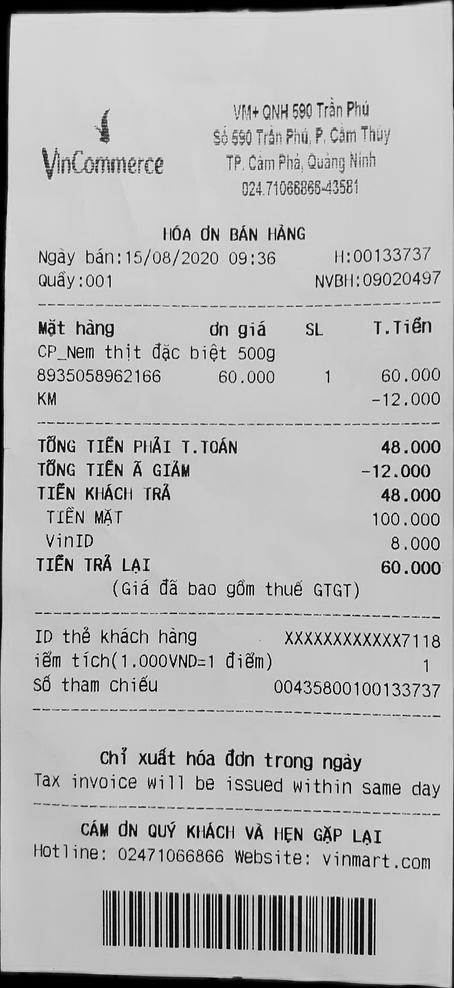 VinCommerce
VM+ QNH 590 Trần Phú
Số 590 Trần Phú, P. Cẩm Thủy
TP. Cẩm Phả, Quảng Ninh
024.71066866-43581
HÓA ƠN BÁN HÀNG
Ngày bán:15/08/2020 09:36 H:00133737
Quầy:001 NVBH:09020497
Mặt hàng ơn giá SL T.Tiền
CP_Nem thịt đặc biệt 500g
8935058962166 60.000 1 60.000
KM -12.000
TỔNG TIỀN PHẢI T.TOÁN 48.000
TỔNG TIỀN Ã GIẢM -12.000
TIỀN KHÁCH TRẢ 48.000
TIỀN MẶT 100.000
VinID 8.000
TIỀN TRẢ LẠI 60.000
(Giá đã bao gồm thuế GTGT)
ID thẻ khách hàng XXXXXXXXXXXX7118
iểm tích(1.000VND=1 điểm) 1
Số tham chiếu 00435800100133737
Chỉ xuất hóa đơn trong ngày
Tax invoice will be issued within same day
CÁM ƠN QUÝ KHÁCH VÀ HẸN GẶP LẠI
Hotline: 02471066866 Website: vinmart.com